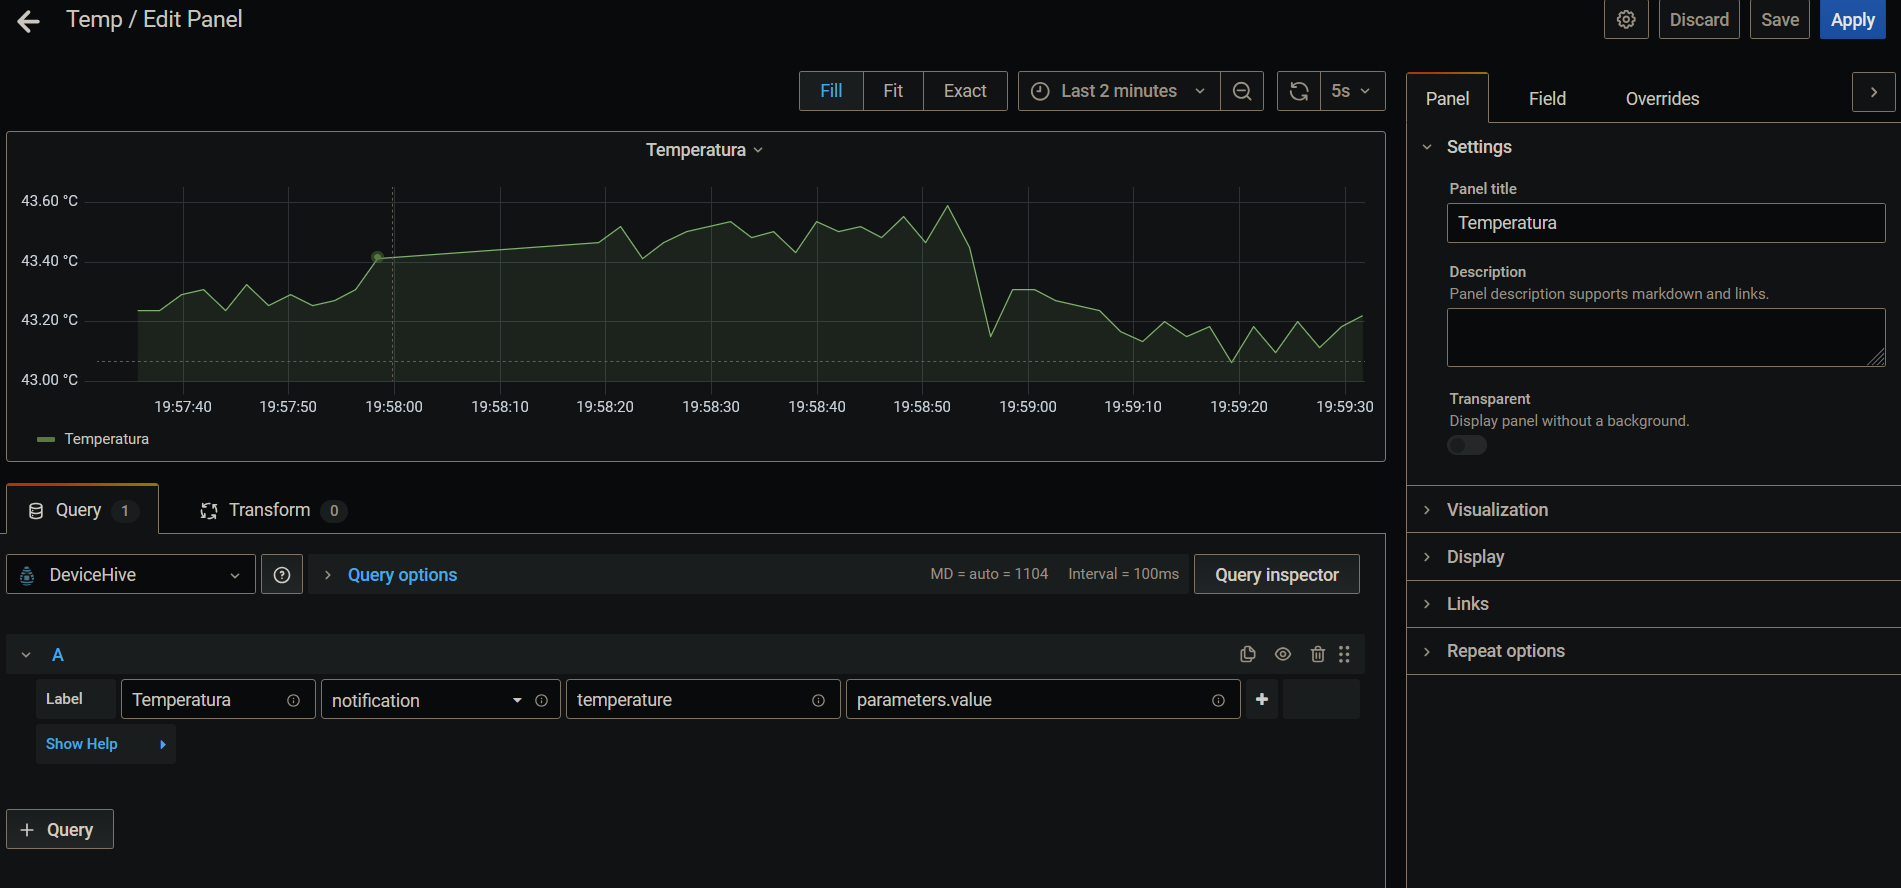 Temp / Edit Panel
Discard
Save
Apply
Fill
Fit
Exact
Last 2 minutes
5s
Panel
Field
Overrides
Temperatura
43.60 °C
43.40 °C
43.20 °C
43.00 °C
19:57:40
19:57:50
19:58:00
19:58:10
19:58:20
19:58:30
19:58:40
19:58:50
19:59:00
19:59:10
19:59:20
19:59:30
Temperatura
Settings
Panel title
Temperatura
Description
Panel description supports markdown and links.
Transparent
Display panel without a background.
Visualization
Display
Links
Repeat options
Query 1
Transform 0
DeviceHive
Query options
MD = auto = 1104
Interval = 100ms
Query inspector
A
Label
Temperatura
notification
temperature
parameters.value
Show Help
+ Query